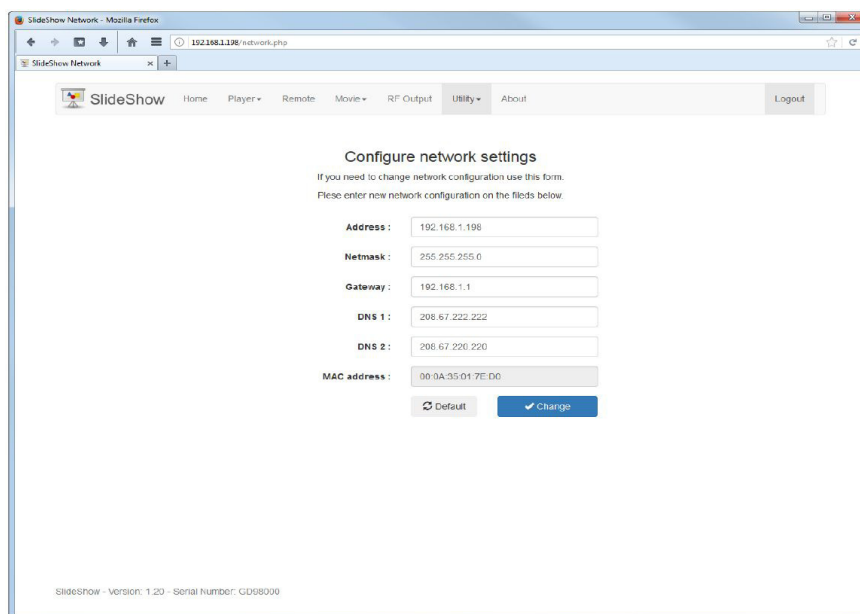 SlideShow Network - Mozilla Firefox
192.168.1.198/network.php
SlideShow Network
SlideShow Home Player Remote Movie RF Output Utility About Logout
Configure network settings
If you need to change network configuration use this form.
Plese enter new network configuration on the fileds below.
Address : 192.168.1.198
Netmask : 255.255.255.0
Gateway : 192.168.1.1
DNS 1 : 208.67.222.222
DNS 2 : 208.67.220.220
MAC address : 00:0A:35:01:7E:D0
Default Change
SlideShow - Version: 1.20 - Serial Number: GD98000